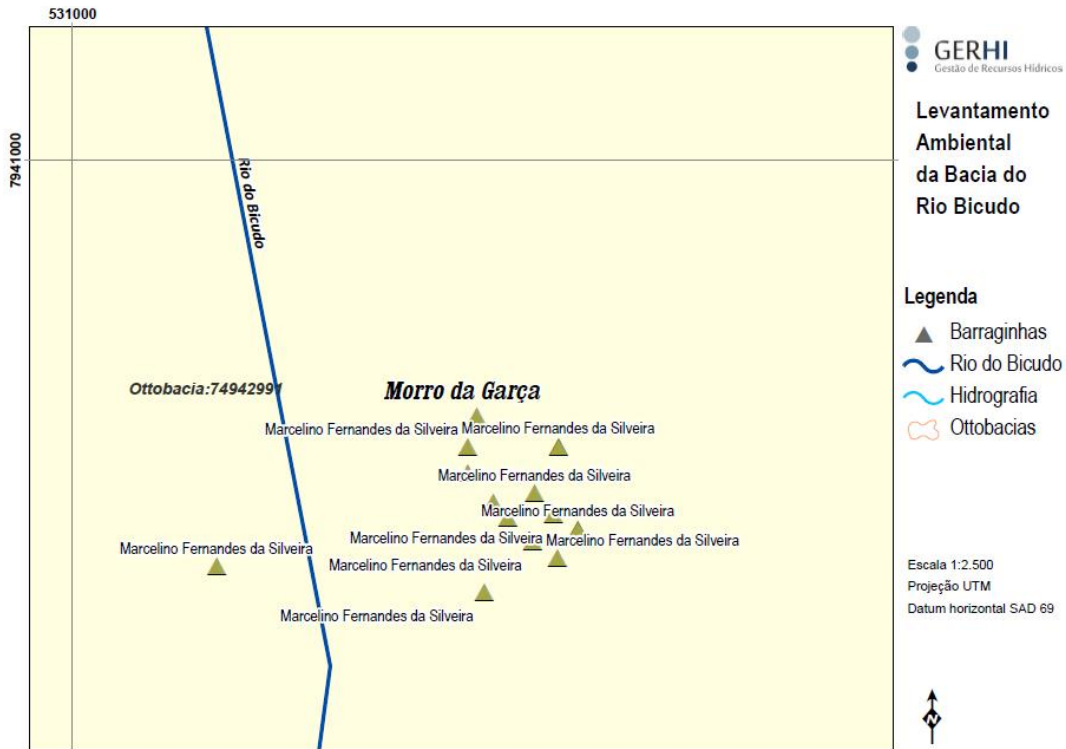 531000
7941000
Rio do Bicudo
Ottobacia:74942991
Morro da Garça
Marcelino Fernandes da Silveira
Marcelino Fernandes da Silveira
Marcelino Fernandes da Silveira
Marcelino Fernandes da Silveira
Marcelino Fernandes da Silveira
Marcelino Fernandes da Silveira
Marcelino Fernandes da Silveira
Marcelino Fernandes da Silveira
Marcelino Fernandes da Silveira
GERHI
Gestão de Recursos Hídricos
Levantamento
Ambiental
da Bacia do
Rio Bicudo
Legenda
Barraginhas
Rio do Bicudo
Hidrografia
Ottobacias
Escala 1:2.500
Projeção UTM
Datum horizontal SAD 69
N